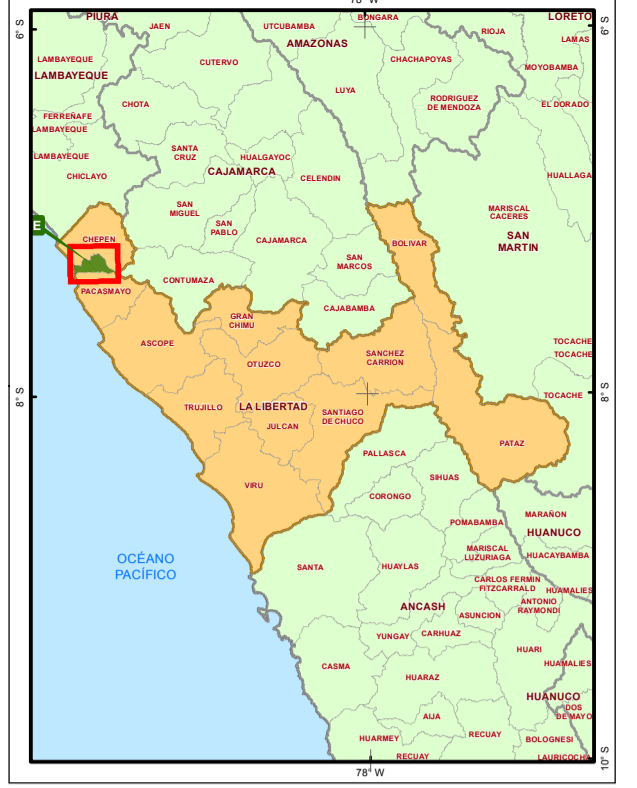 78° W
6° S
6° S
PIURA
JAEN
UTCUBAMBA
BONGARA
LORETO
RIOJA
LAMAS
AMAZONAS
LAMBAYEQUE
CUTERVO
CHACHAPOYAS
MOYOBAMBA
LAMBAYEQUE
LUYA
CHOTA
RODRIGUEZ
DE MENDOZA
EL DORADO
FERREÑAFE
LAMBAYEQUE
SANTA
CRUZ
HUALGAYOC
LAMBAYEQUE
CAJAMARCA
CELENDIN
CHICLAYO
HUALLAGA
SAN
MIGUEL
MARISCAL
CACERES
SAN
PABLO
SAN
MARTIN
E
CHEPEN
CAJAMARCA
BOLIVAR
SAN
MARCOS
CONTUMAZA
PACASMAYO
CAJABAMBA
GRAN
CHIMU
ASCOPE
TOCACHE
TOCACHE
SANCHEZ
CARRION
OTUZCO
8° S
8° S
TOCACHE
TRUJILLO
LA LIBERTAD
SANTIAGO
DE CHUCO
JULCAN
PATAZ
PALLASCA
SIHUAS
VIRU
CORONGO
MARAÑON
POMABAMBA
HUANUCO
OCÉANO
PACÍFICO
MARISCAL
LUZURIAGA
HUACAYBAMBA
SANTA
HUAYLAS
CARLOS FERMIN
FITZCARRALD
HUAMALIES
ANCASH
ANTONIO
RAYMONDI
ASUNCION
YUNGAY
CARHUAZ
HUARI
CASMA
HUAMALIES
HUARAZ
HUANUCO
DOS
DE MAYO
AIJA
HUARMEY
RECUAY
BOLOGNESI
RECUAY
LAURICOCHA
10° S
78° W